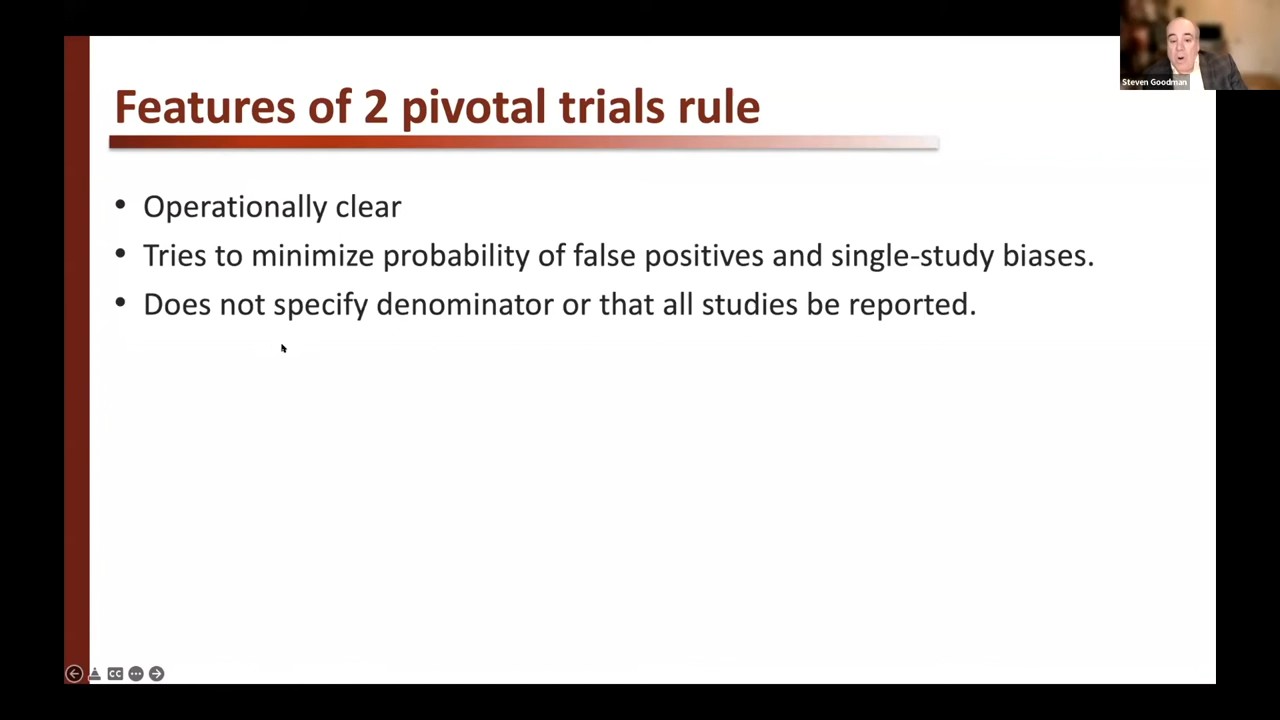 Steven Goodman
Features of 2 pivotal trials rule
• Operationally clear
• Tries to minimize probability of false positives and single-study biases.
• Does not specify denominator or that all studies be reported.
CC